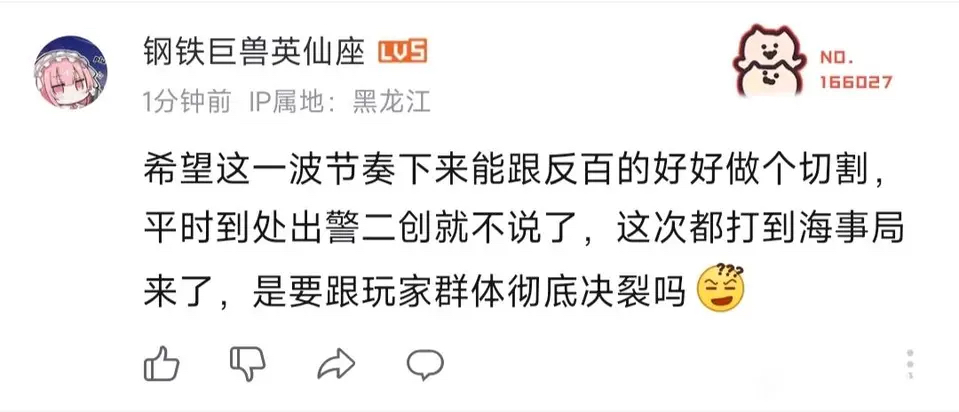 钢铁巨兽英仙座 LV5
NO.
166027
1分钟前 IP属地：黑龙江
希望这一波节奏下来能跟反百的好好做个切割，
平时到处出警二创就不说了，这次都打到海事局
来了，是要跟玩家群体彻底决裂吗
???